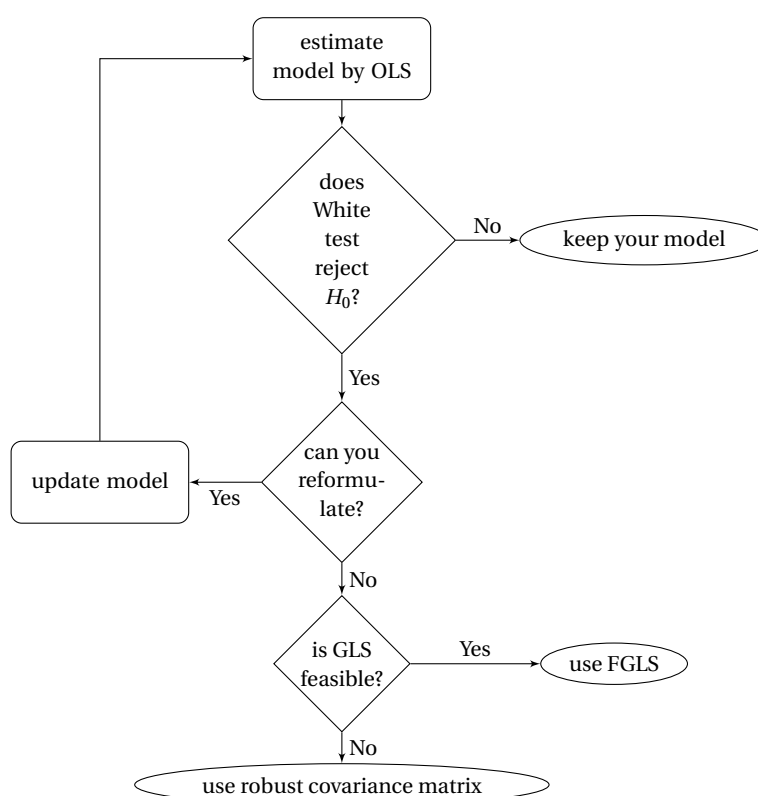 estimate
model by OLS
does
White
test
reject
H0?
No
keep your model
Yes
can you
reformu-
late?
Yes
update model
No
is GLS
feasible?
Yes
use FGLS
No
use robust covariance matrix